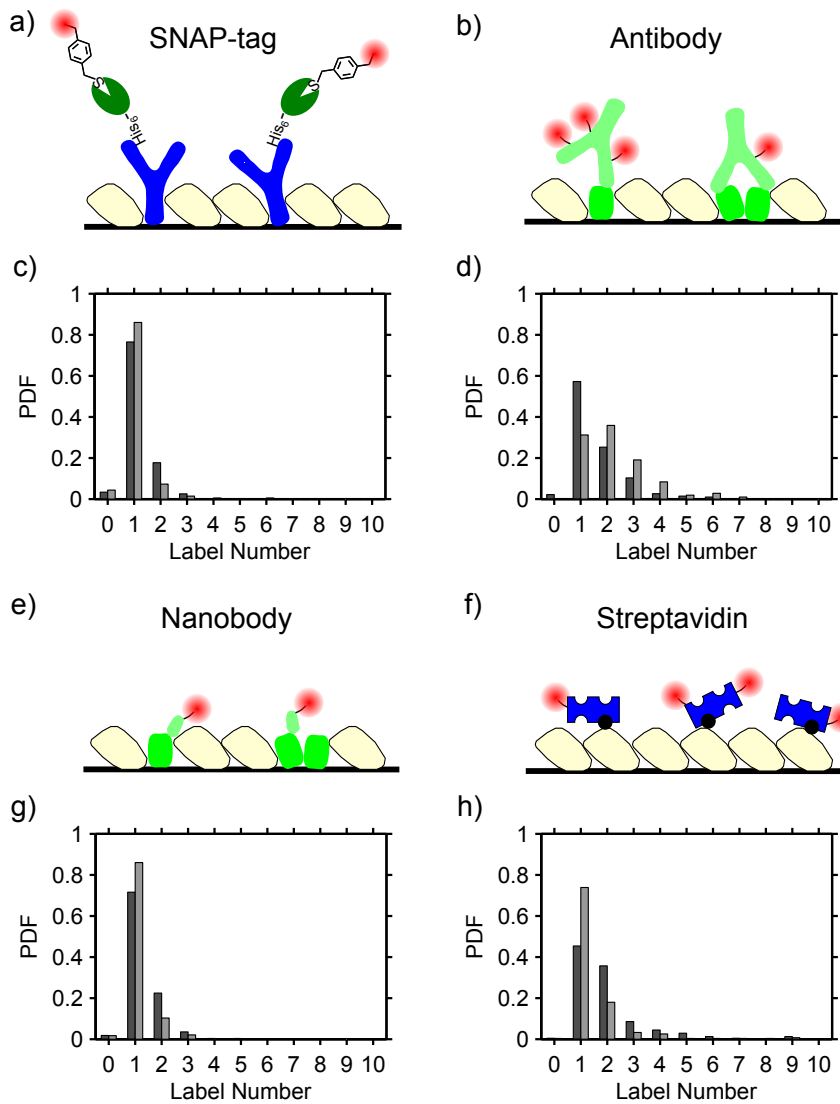 a)
SNAP-tag
S
His6
S
His6
b)
Antibody
c)
1
0.8
0.6
0.4
0.2
0
PDF
0 1 2 3 4 5 6 7 8 9 10
Label Number
d)
1
0.8
0.6
0.4
0.2
0
PDF
0 1 2 3 4 5 6 7 8 9 10
Label Number
e)
Nanobody
f)
Streptavidin
g)
1
0.8
0.6
0.4
0.2
0
PDF
0 1 2 3 4 5 6 7 8 9 10
Label Number
h)
1
0.8
0.6
0.4
0.2
0
PDF
0 1 2 3 4 5 6 7 8 9 10
Label Number